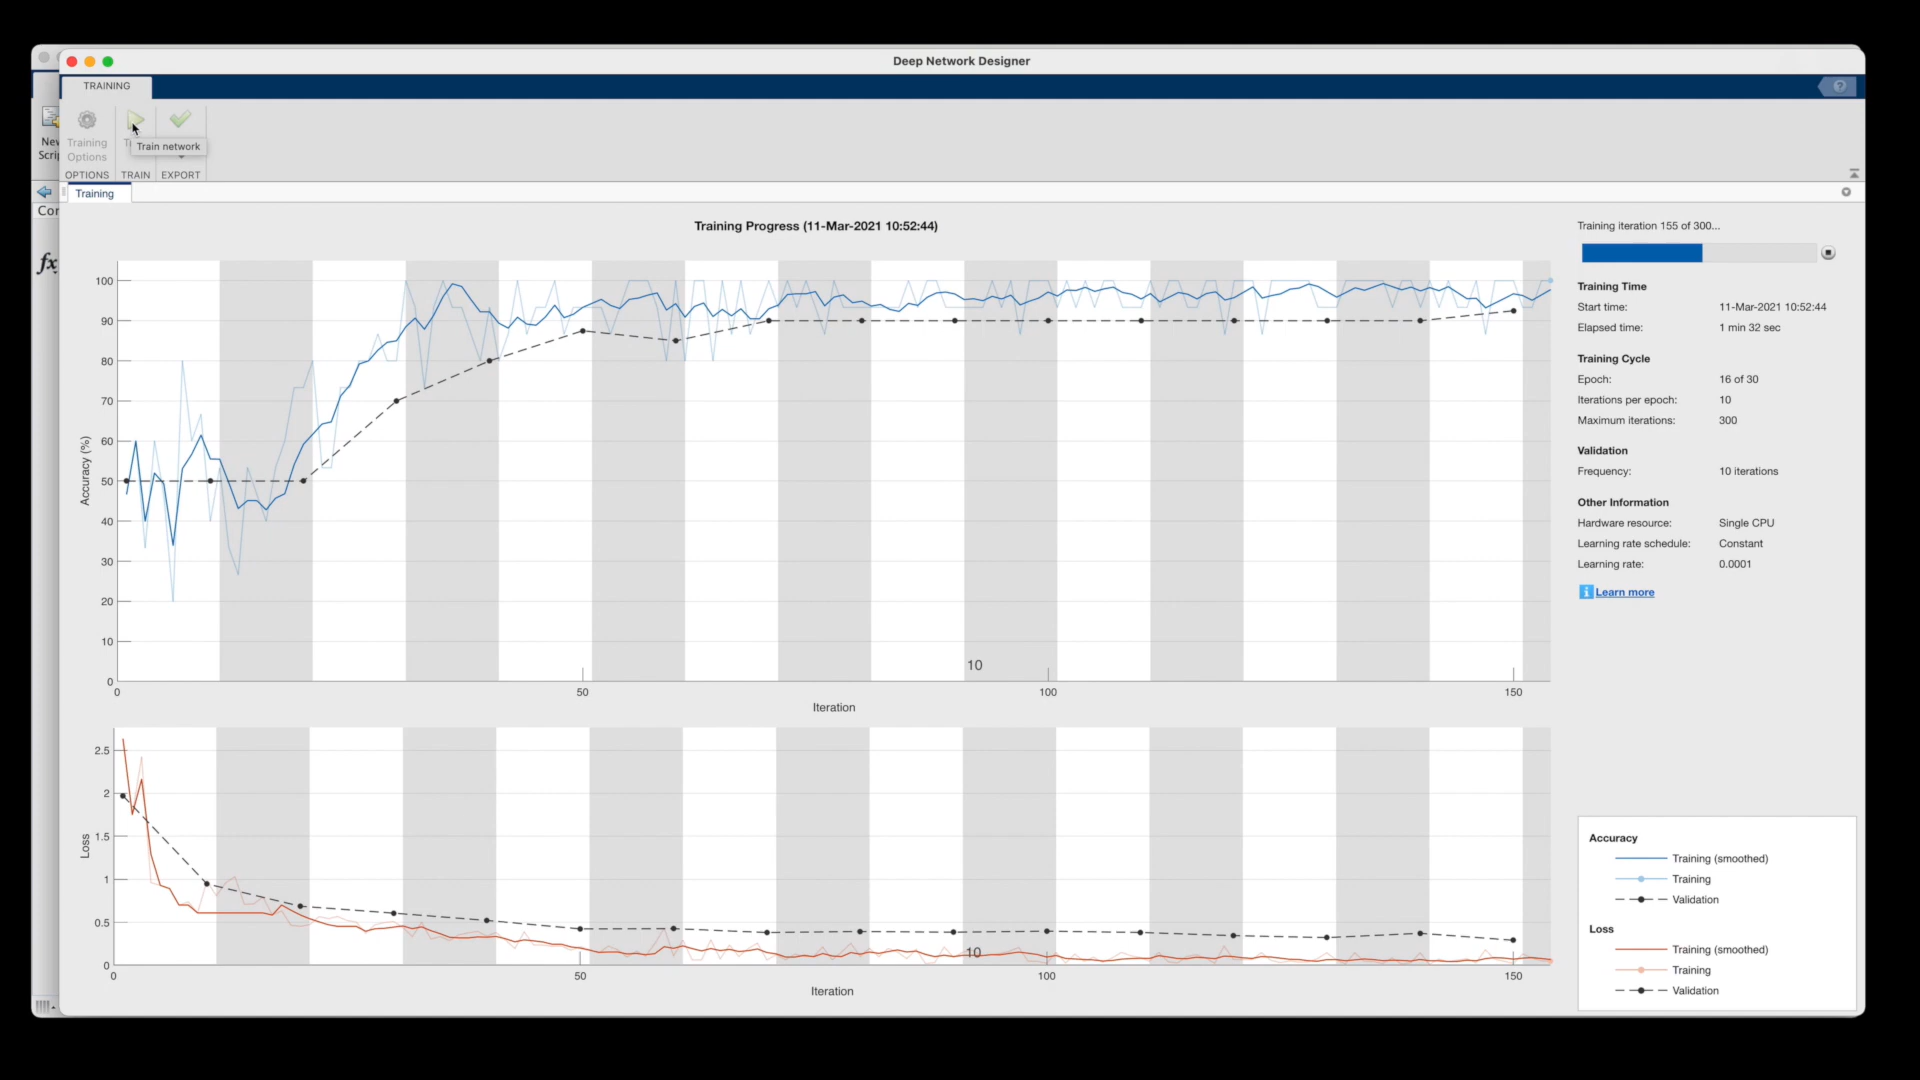 Deep Network Designer
TRAINING
New
Training
Train network
Scri
Options
OPTIONS
TRAIN
EXPORT
Training
Cor
fx
Training Progress (11-Mar-2021 10:52:44)
100
90
80
70
60
50
40
30
20
10
0
Accuracy (%)
10
0
50
100
150
Iteration
2.5
2
1.5
1
0.5
0
Loss
10
0
50
100
150
Iteration
Training iteration 155 of 300...
Training Time
Start time: 11-Mar-2021 10:52:44
Elapsed time: 1 min 32 sec
Training Cycle
Epoch: 16 of 30
Iterations per epoch: 10
Maximum iterations: 300
Validation
Frequency: 10 iterations
Other Information
Hardware resource: Single CPU
Learning rate schedule: Constant
Learning rate: 0.0001
Learn more
Accuracy
Training (smoothed)
Training
Validation
Loss
Training (smoothed)
Training
Validation